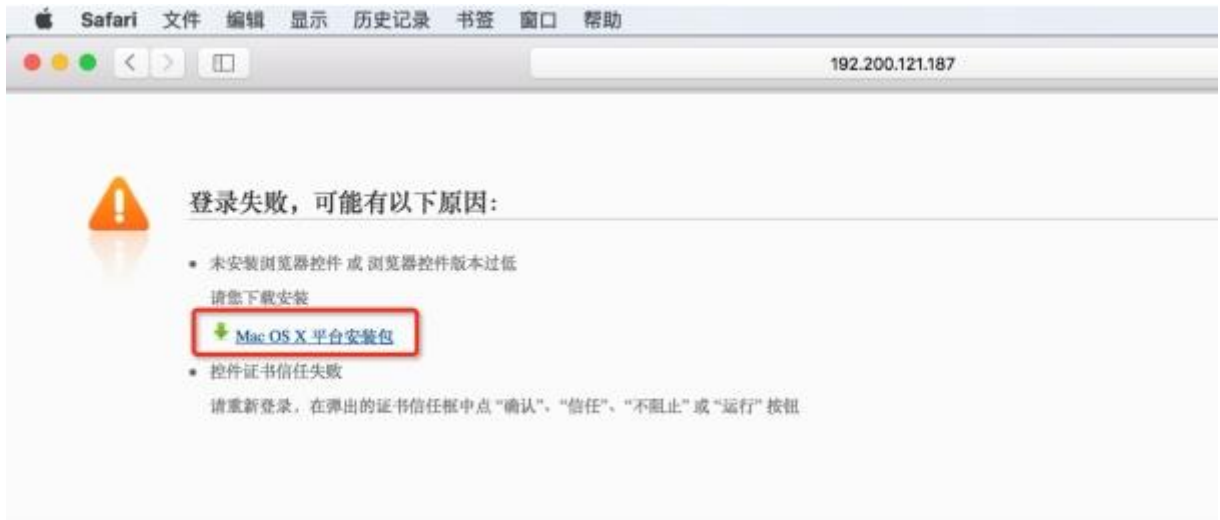 Safari 文件 编辑 显示 历史记录 书签 窗口 帮助
192.200.121.187
登录失败，可能有以下原因：
• 未安装浏览器控件 或 浏览器控件版本过低
请您下载安装
Mac OS X 平台安装包
• 控件证书信任失败
请重新登录，在弹出的证书信任框中点“确认”、“信任”、“不阻止” 或 “运行” 按钮